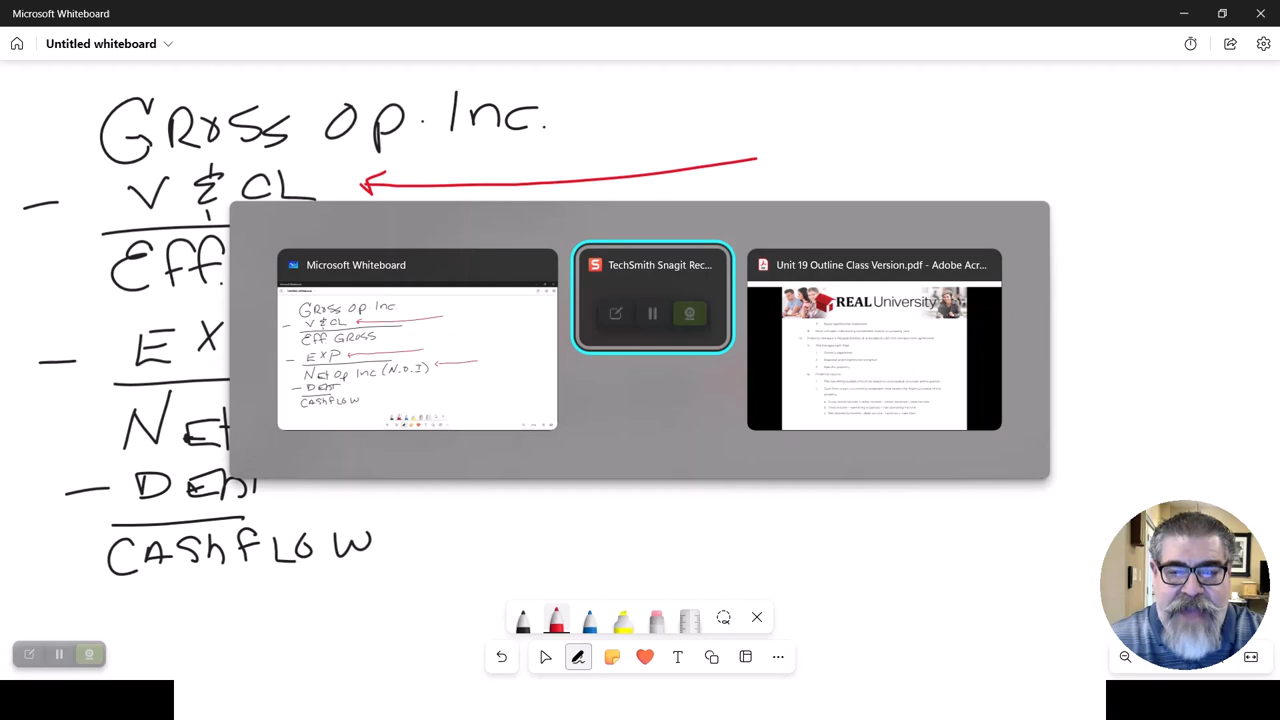 Microsoft Whiteboard
Untitled whiteboard
Gross Op. Inc.
- V & CL
Eff.
- EX
Net
- Debt
Cashflow
Microsoft Whiteboard
TechSmith Snagit Rec...
Unit 19 Outline Class Version.pdf - Adobe Acr...
Gross Op Inc
- V & CL
Eff Gross
- EXP
Net Op Inc (N.O.I)
- Debt
Cashflow
REAL University